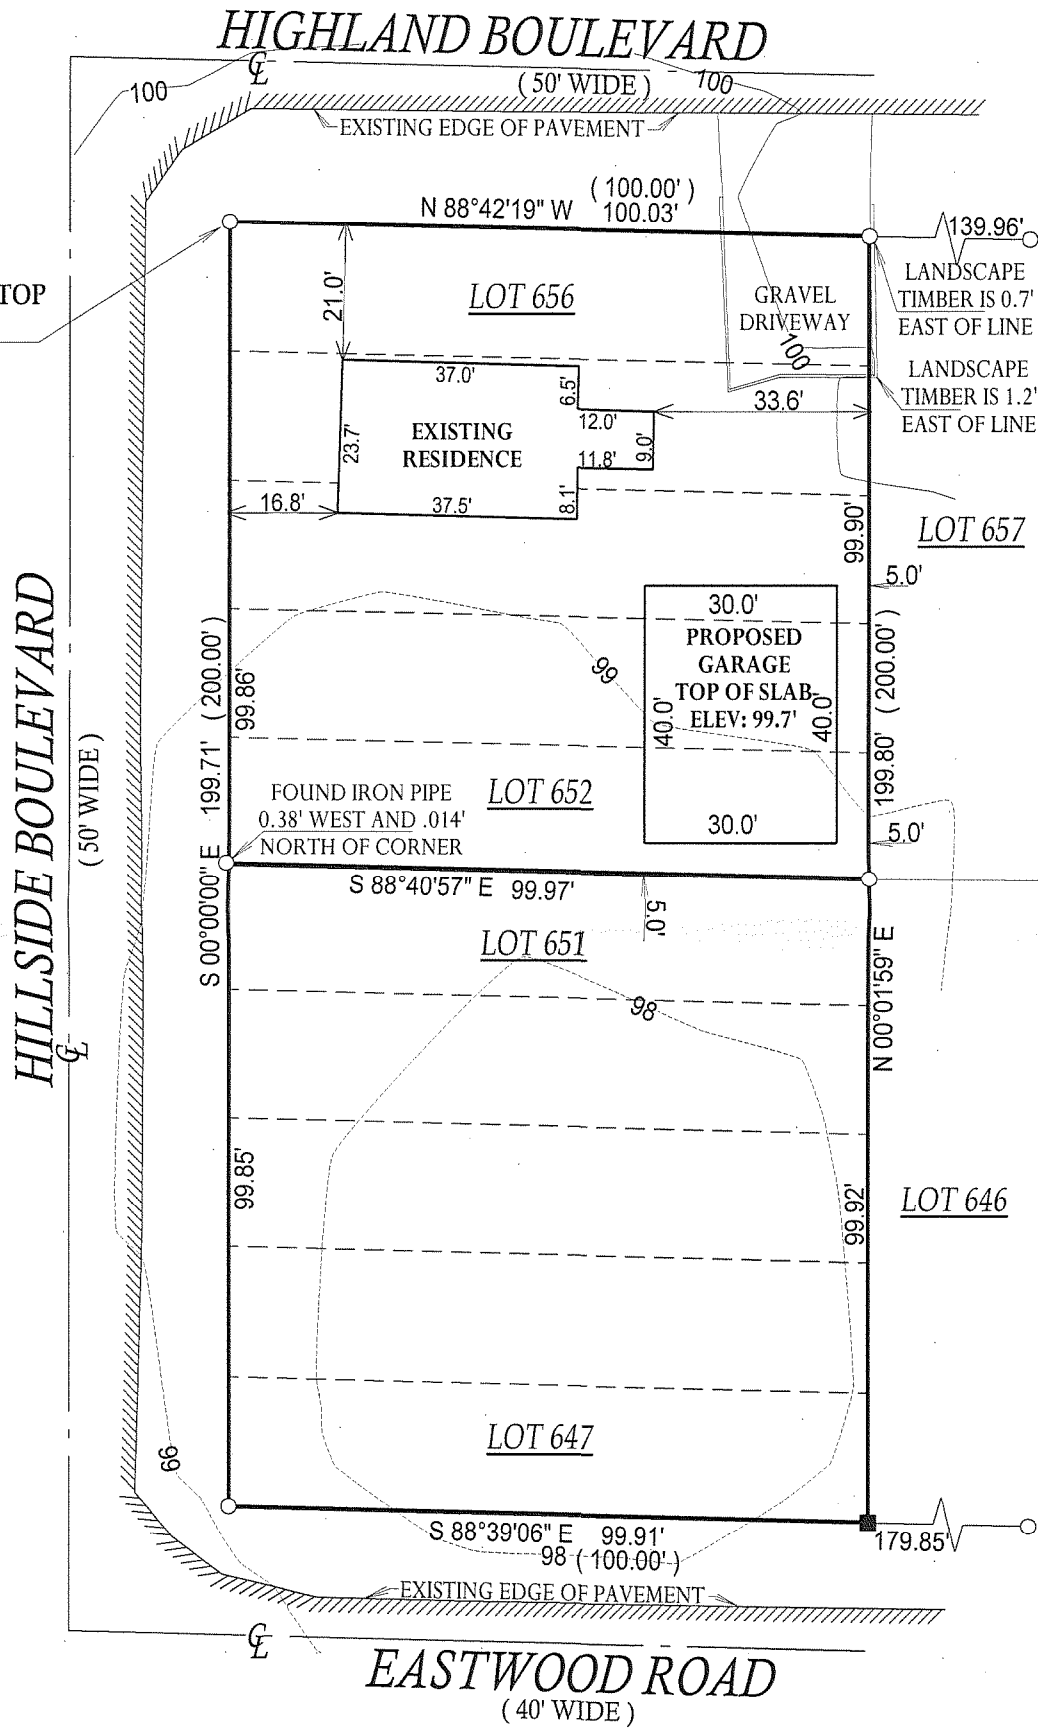 HIGHLAND BOULEVARD
℄
( 50' WIDE )
100
100
EXISTING EDGE OF PAVEMENT
( 100.00' )
N 88°42'19" W 100.03'
139.96'
TOP
21.0'
LOT 656
GRAVEL
DRIVEWAY
100
LANDSCAPE
TIMBER IS 0.7'
EAST OF LINE
LANDSCAPE
TIMBER IS 1.2'
EAST OF LINE
37.0'
6.5'
33.6'
12.0'
EXISTING
RESIDENCE
23.7'
9.0'
11.8'
8.1'
16.8'
37.5'
99.90'
LOT 657
5.0'
30.0'
PROPOSED
GARAGE
TOP OF SLAB
ELEV: 99.7'
40.0'
40.0'
30.0'
99
( 200.00' )
199.71'
99.86'
S 00°00'00" E
( 200.00' )
199.80'
5.0'
HILLSIDE BOULEVARD
( 50' WIDE )
℄
LOT 652
FOUND IRON PIPE
0.38' WEST AND .014'
NORTH OF CORNER
S 88°40'57" E 99.97'
5.0'
LOT 651
98
N 00°01'59" E
99.85'
99.92'
LOT 646
LOT 647
99
S 88°39'06" E 99.91'
98 ( 100.00' )
179.85'
EXISTING EDGE OF PAVEMENT
℄
EASTWOOD ROAD
( 40' WIDE )